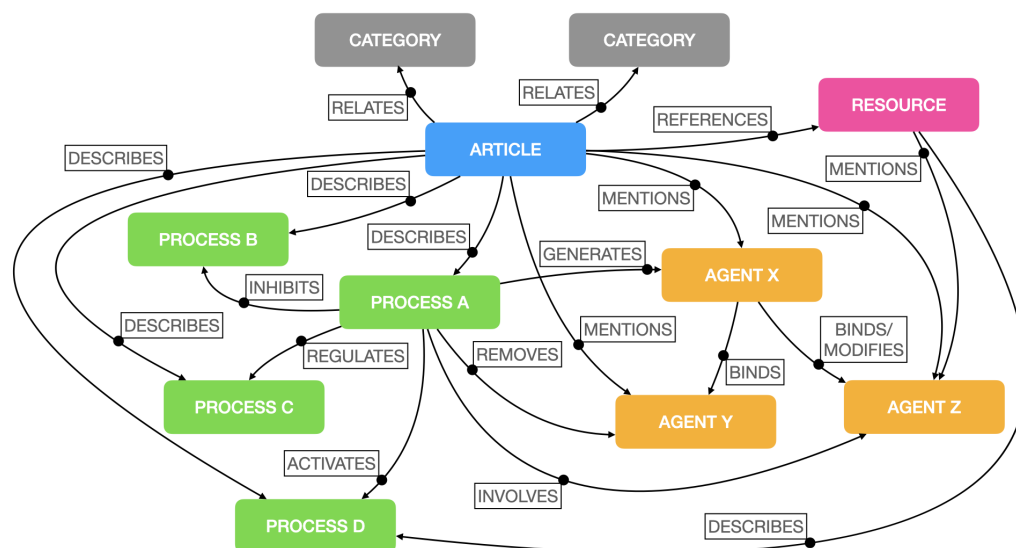 CATEGORY
CATEGORY
RELATES
RELATES
RESOURCE
REFERENCES
ARTICLE
DESCRIBES
MENTIONS
DESCRIBES
MENTIONS
MENTIONS
DESCRIBES
PROCESS B
GENERATES
AGENT X
INHIBITS
PROCESS A
DESCRIBES
MENTIONS
BINDS/
MODIFIES
REGULATES
REMOVES
BINDS
PROCESS C
AGENT Y
AGENT Z
ACTIVATES
INVOLVES
PROCESS D
DESCRIBES